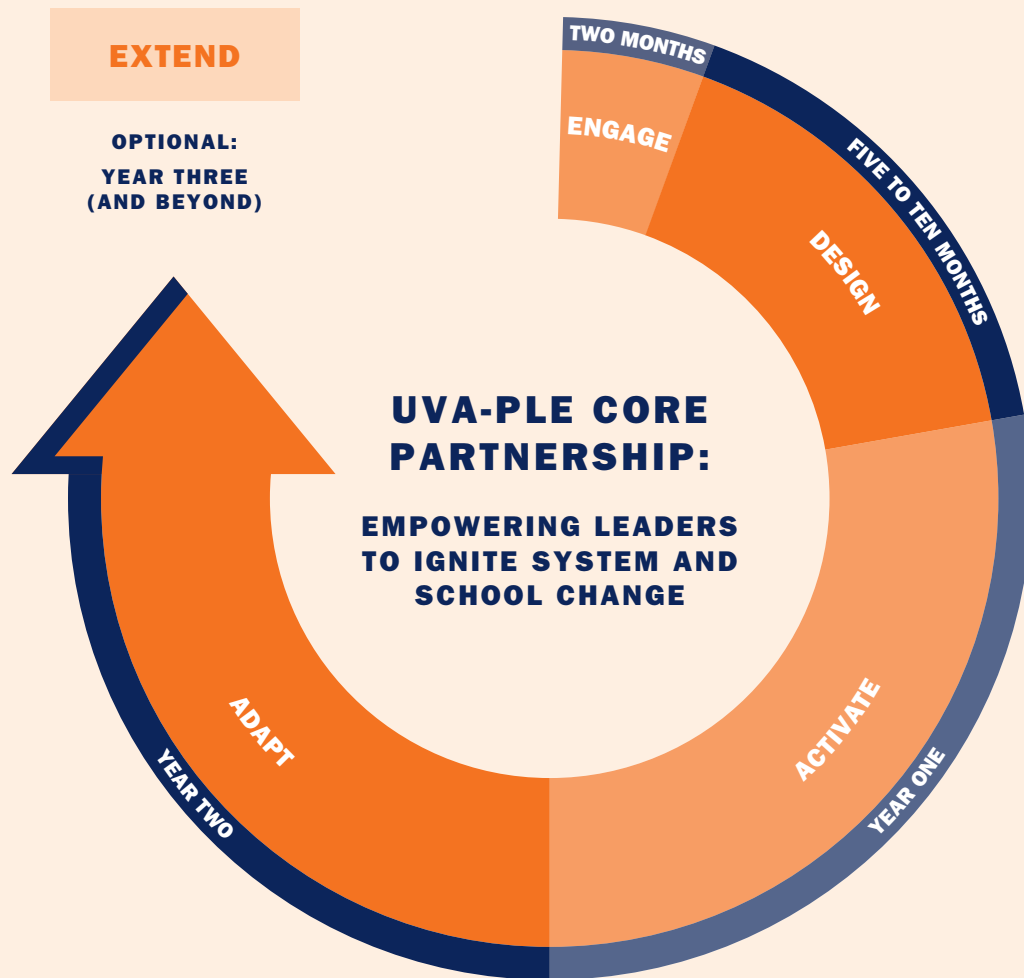 EXTEND
OPTIONAL:
YEAR THREE
(AND BEYOND)
TWO MONTHS
ENGAGE
FIVE TO TEN MONTHS
DESIGN
UVA-PLE CORE
PARTNERSHIP:
EMPOWERING LEADERS
TO IGNITE SYSTEM AND
SCHOOL CHANGE
ACTIVATE
YEAR ONE
ADAPT
YEAR TWO